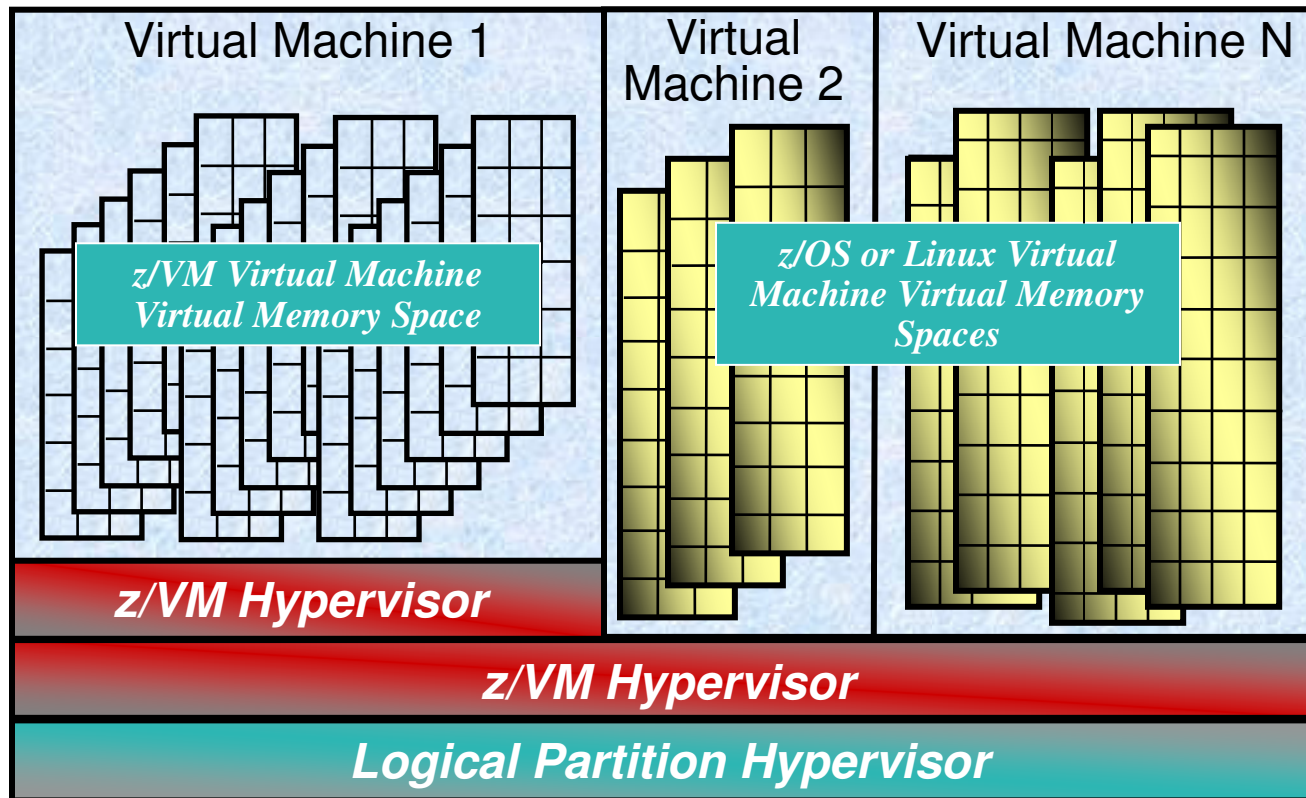 Virtual Machine 1
Virtual
Machine 2
Virtual Machine N
z/VM Virtual Machine
Virtual Memory Space
z/OS or Linux Virtual
Machine Virtual Memory
Spaces
z/VM Hypervisor
z/VM Hypervisor
Logical Partition Hypervisor